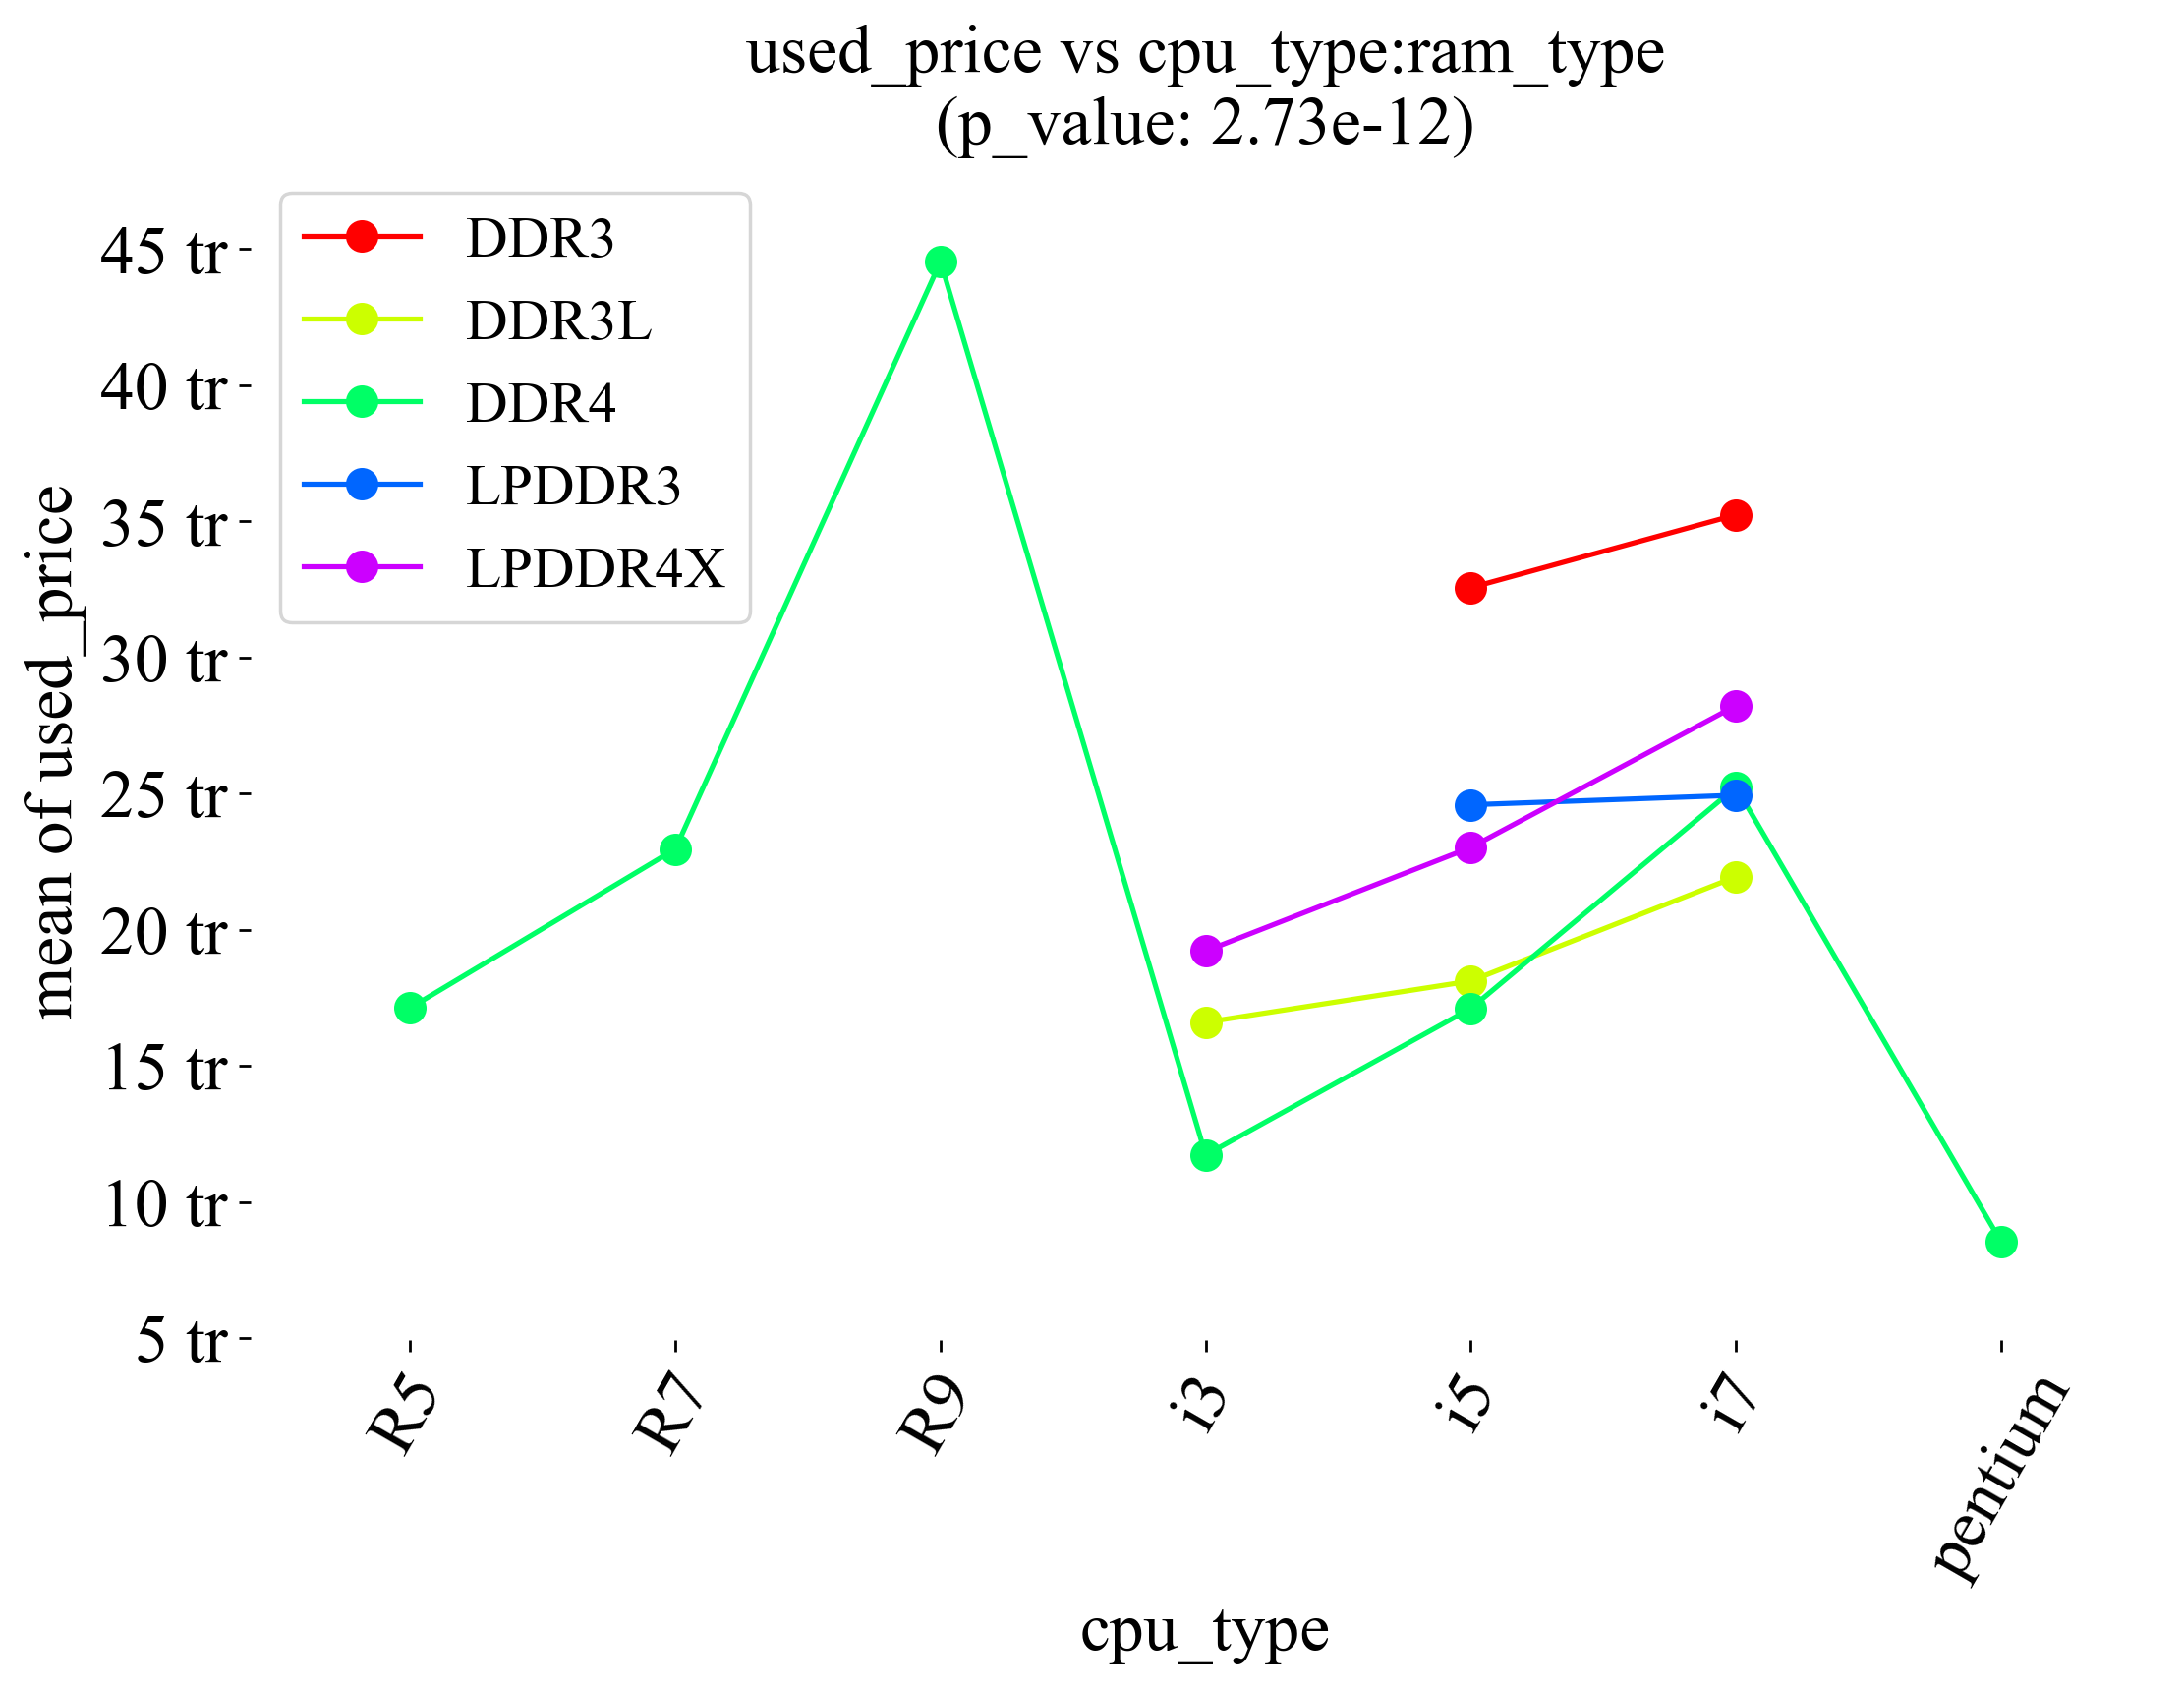 used_price vs cpu_type:ram_type
(p_value: 2.73e-12)
DDR3
DDR3L
DDR4
LPDDR3
LPDDR4X
mean of used_price
45 tr
40 tr
35 tr
30 tr
25 tr
20 tr
15 tr
10 tr
5 tr
R5
R7
R9
i3
i5
i7
pentium
cpu_type